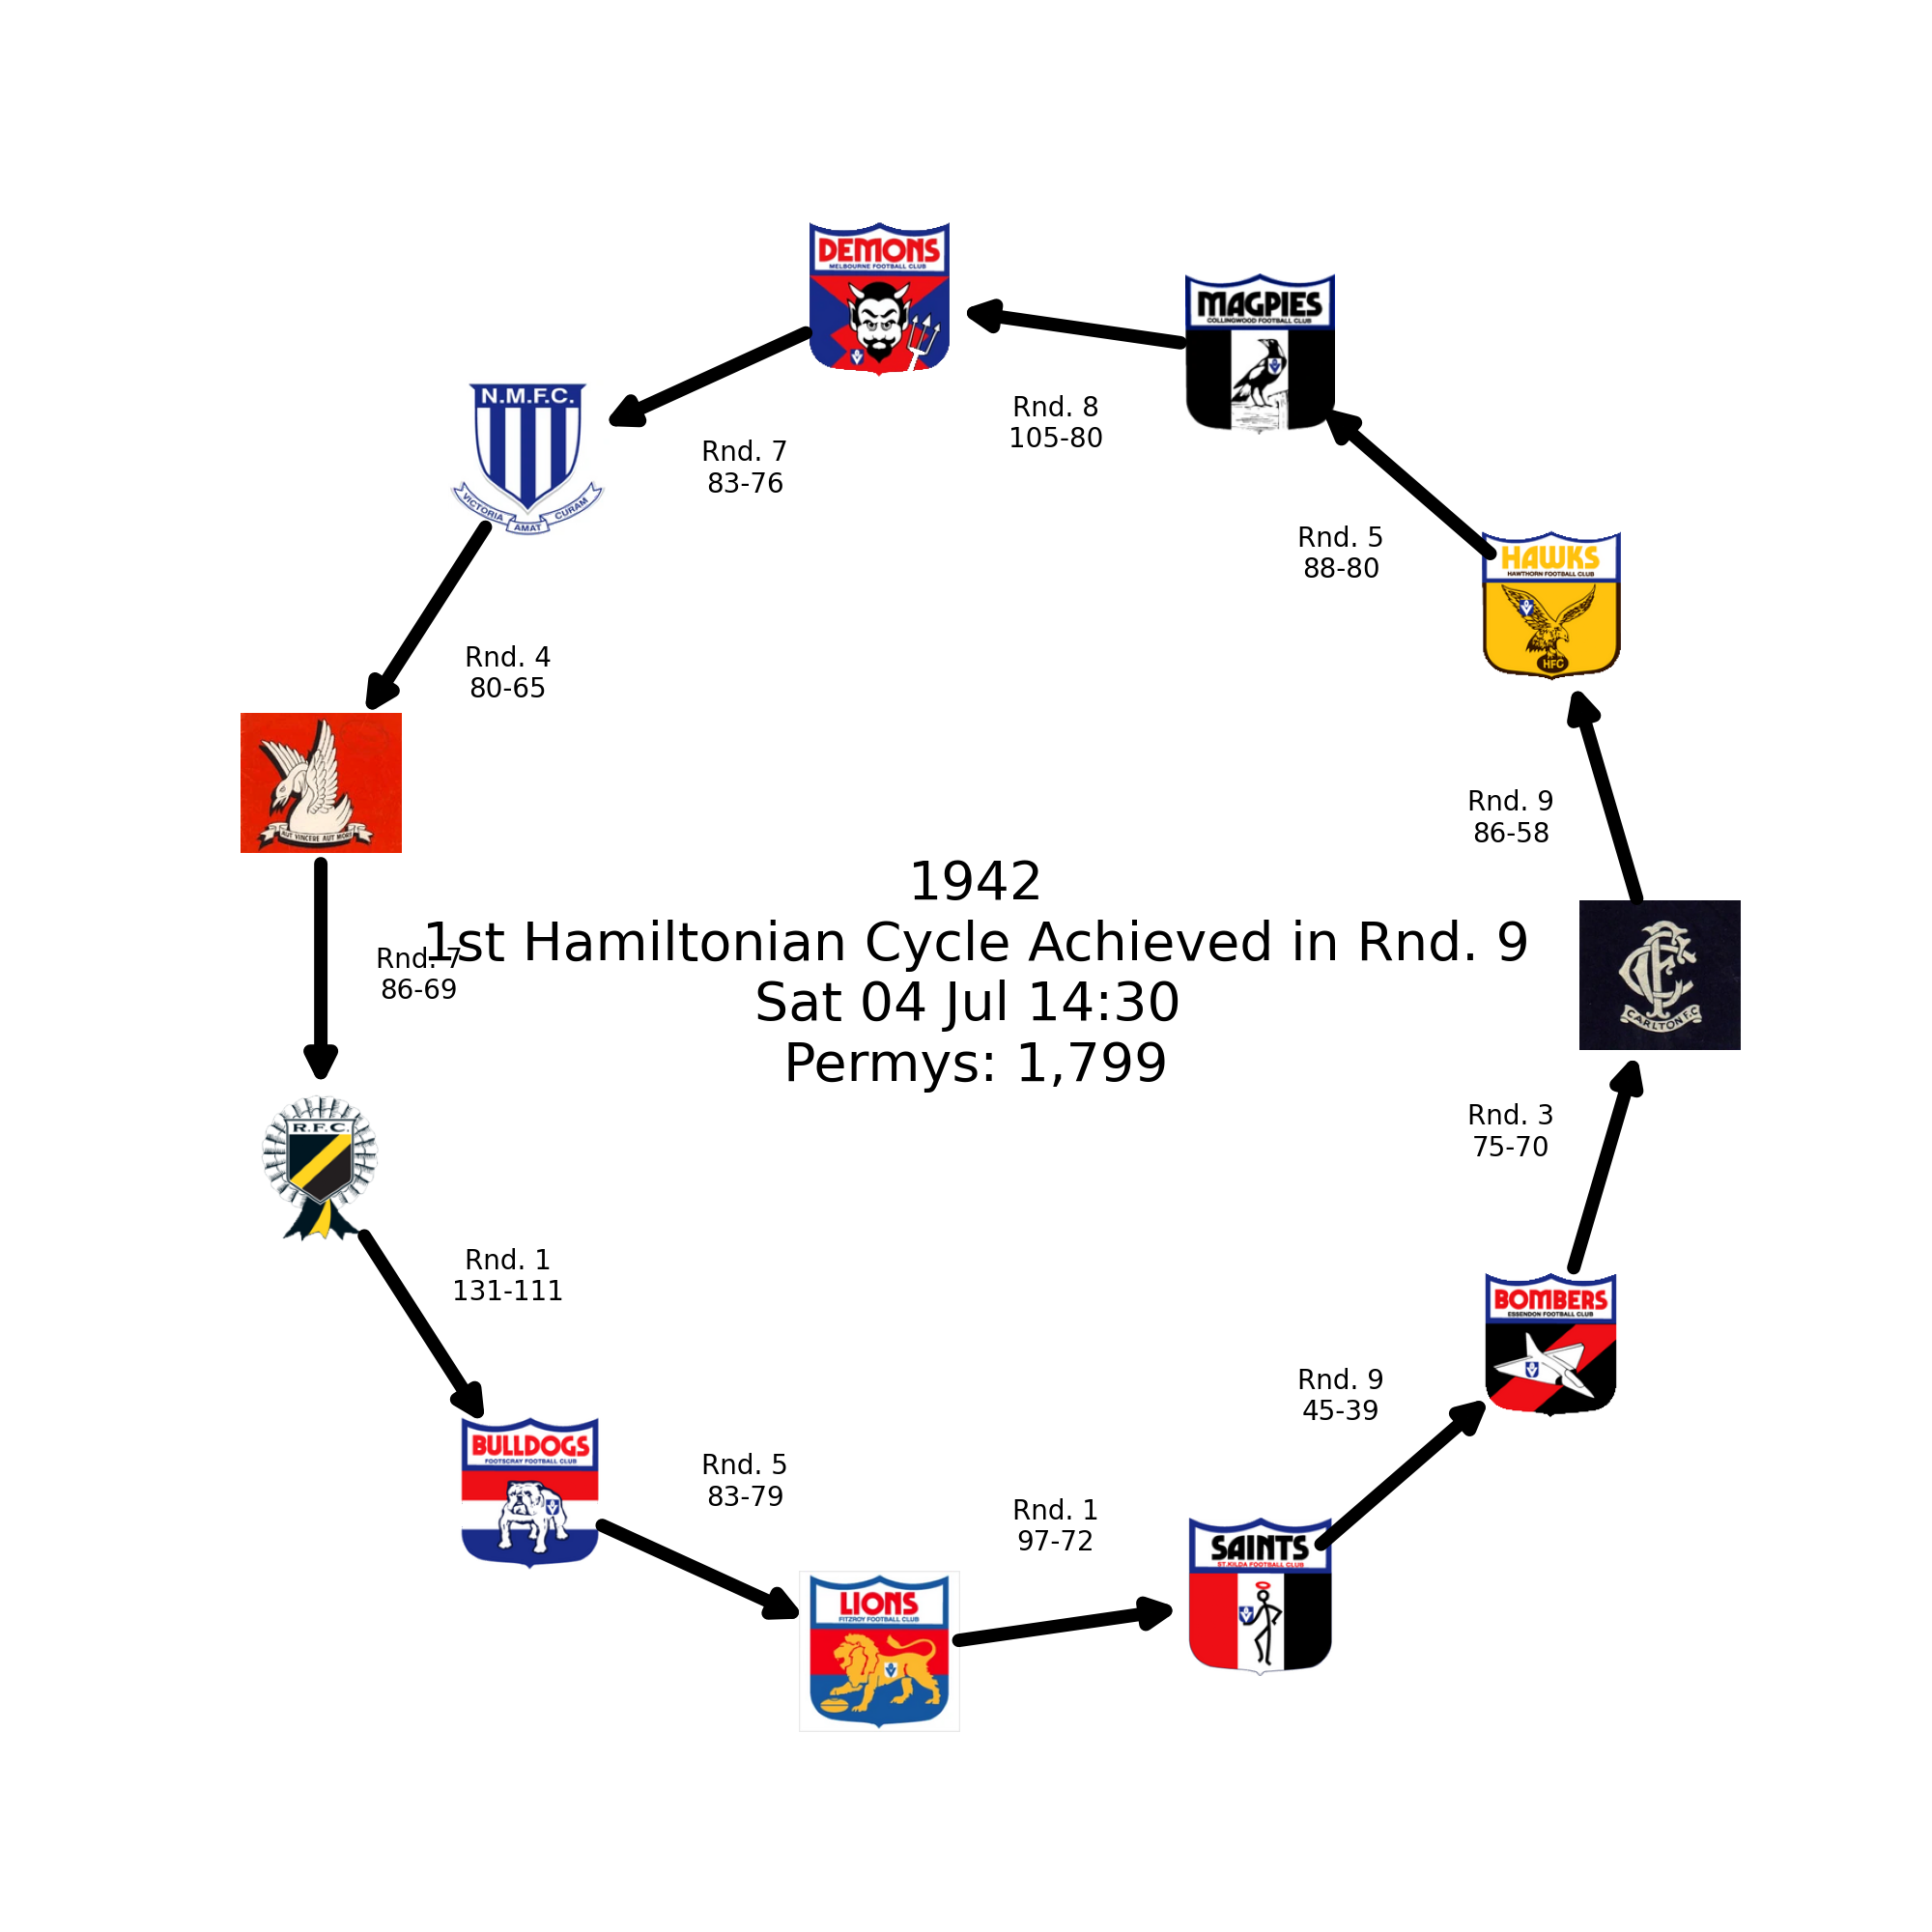 DEMONS
MELBOURNE FOOTBALL CLUB
MAGPIES
COLLINGWOOD FOOTBALL CLUB
N.M.F.C.
VICTORIA AMAT CURAM
Rnd. 8
105-80
Rnd. 7
83-76
Rnd. 5
88-80
HAWKS
HAWTHORN FOOTBALL CLUB
HFC
Rnd. 4
80-65
AUT VINCERE AUT MORI
Rnd. 9
86-58
1942
1st Hamiltonian Cycle Achieved in Rnd. 9
Sat 04 Jul 14:30
Permys: 1,799
Rnd. 7
86-69
CFC
CARLTON F.C
R.F.C.
Rnd. 3
75-70
Rnd. 1
131-111
BOMBERS
ESSENDON FOOTBALL CLUB
Rnd. 9
45-39
BULLDOGS
FOOTSCRAY FOOTBALL CLUB
Rnd. 5
83-79
Rnd. 1
97-72
SAINTS
ST.KILDA FOOTBALL CLUB
LIONS
FITZROY FOOTBALL CLUB